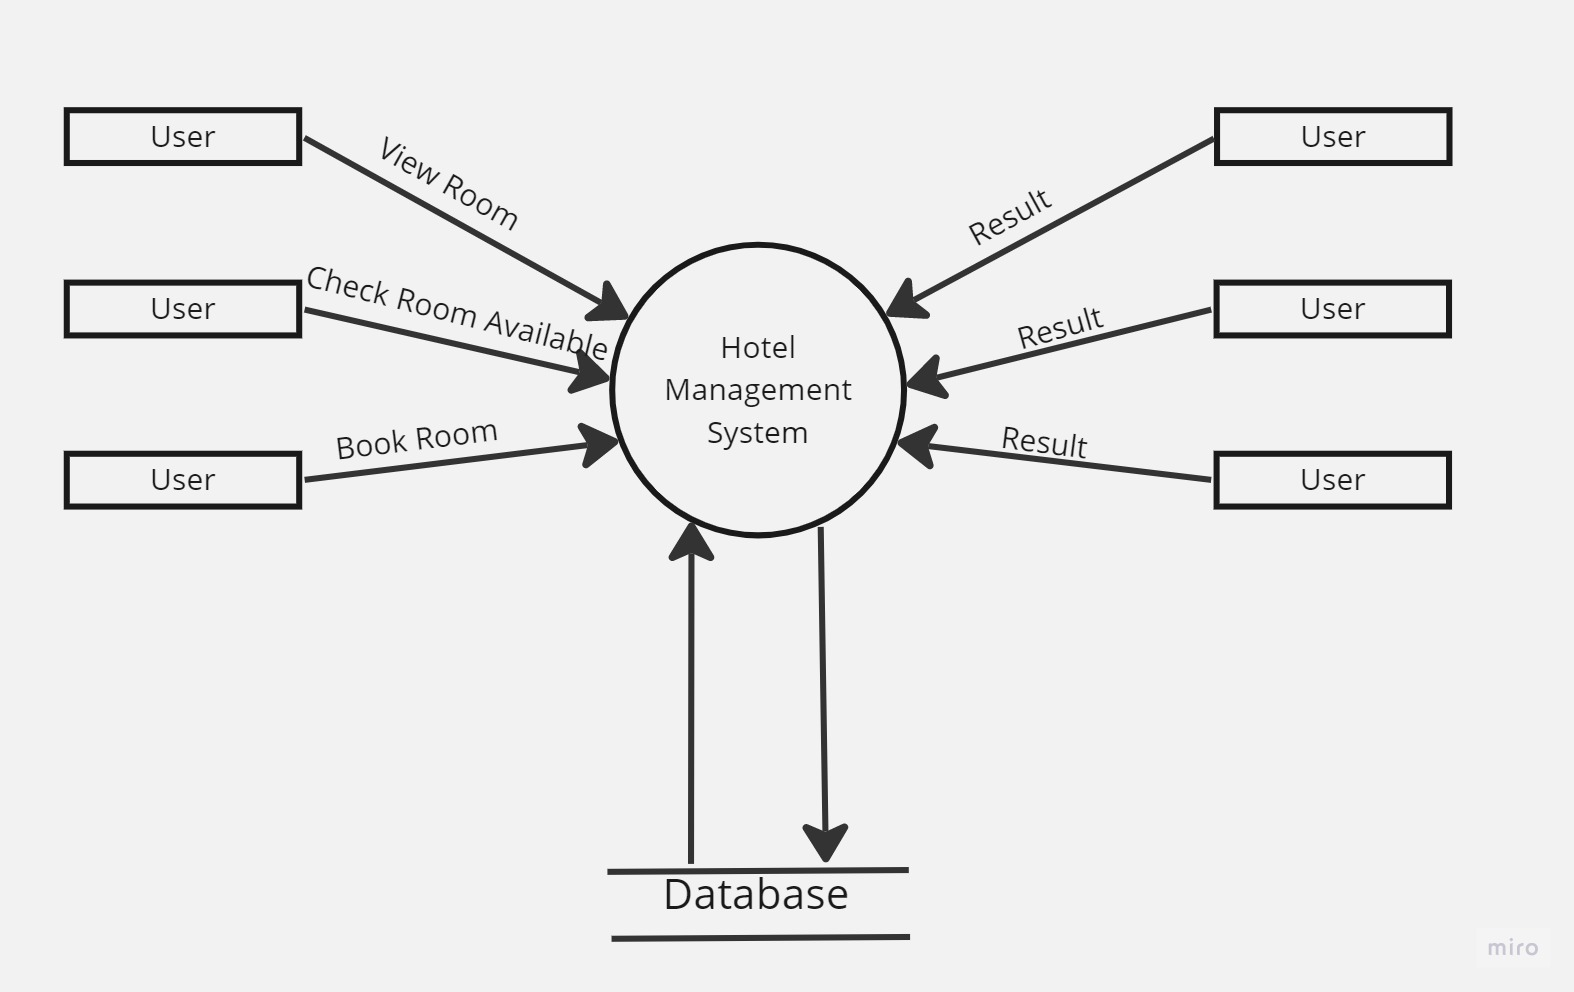 User
View Room
User
Check Room Available
User
Book Room
Hotel
Management
System
User
Result
User
Result
User
Result
Database
miro